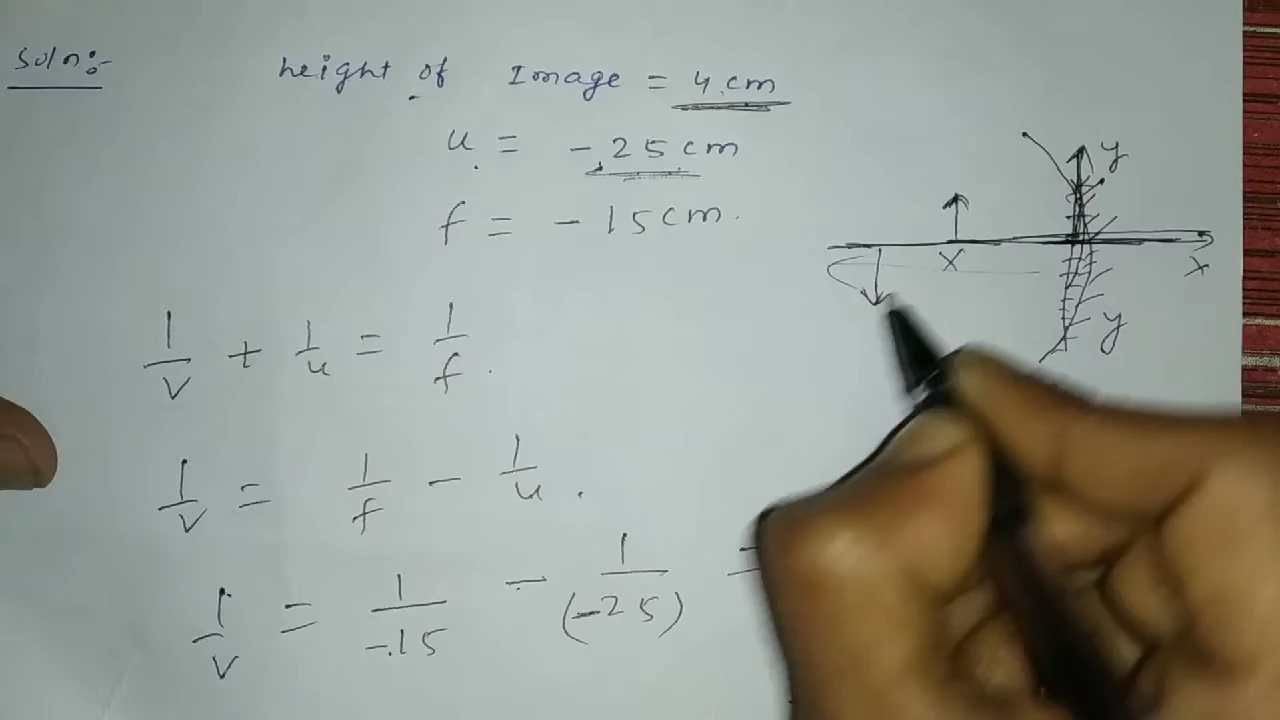 Soln:-
height of Image = 4 cm
u = - 25 cm
f = - 15 cm.
1/v + 1/u = 1/f.
1/v = 1/f - 1/u.
1/v = 1/-15 - 1/(-25) =
y
X
x
y